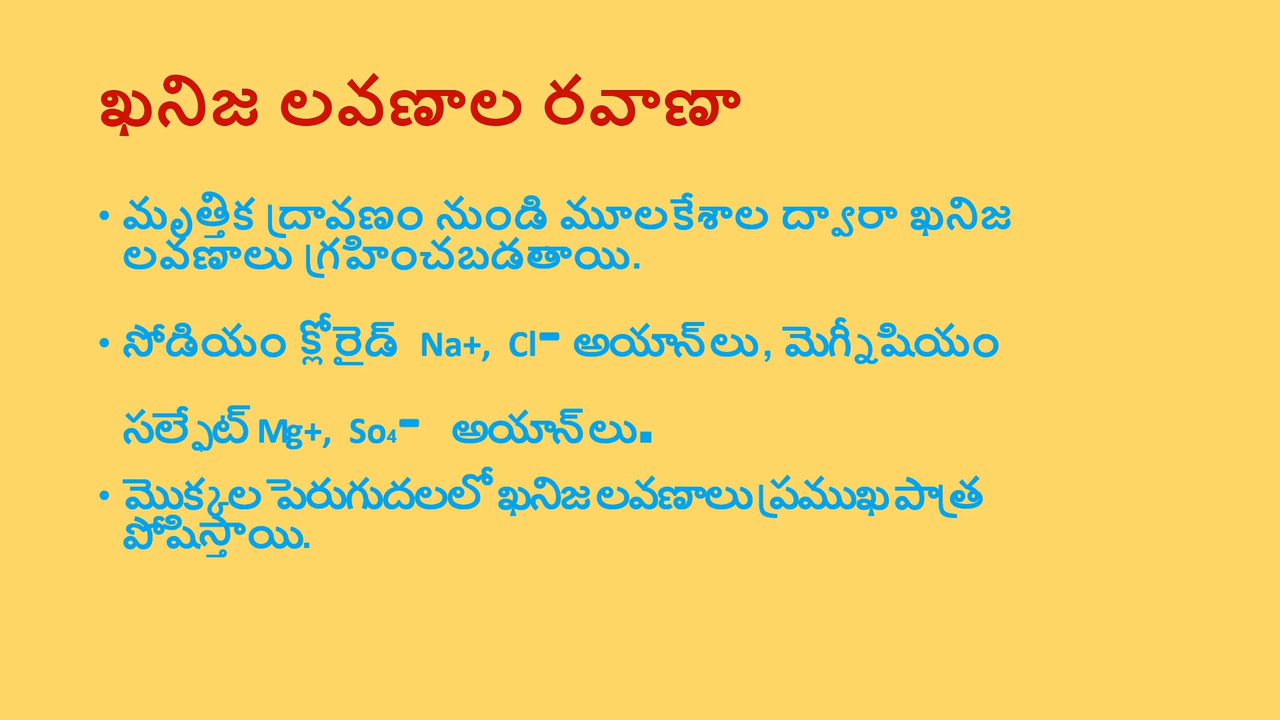 ఖనిజ లవణాల రవాణా
• మృత్తిక ద్రావణం నుండి మూలకేశాల ద్వారా ఖనిజ
లవణాలు గ్రహించబడతాయి.
• సోడియం క్లోరైడ్ Na+, Cl- అయాన్‌లు, మెగ్నీషియం
సల్ఫేట్ Mg+, So₄- అయాన్‌లు.
• మొక్కల పెరుగుదలలో ఖనిజ లవణాలు ప్రముఖ పాత్ర
పోషిస్తాయి.